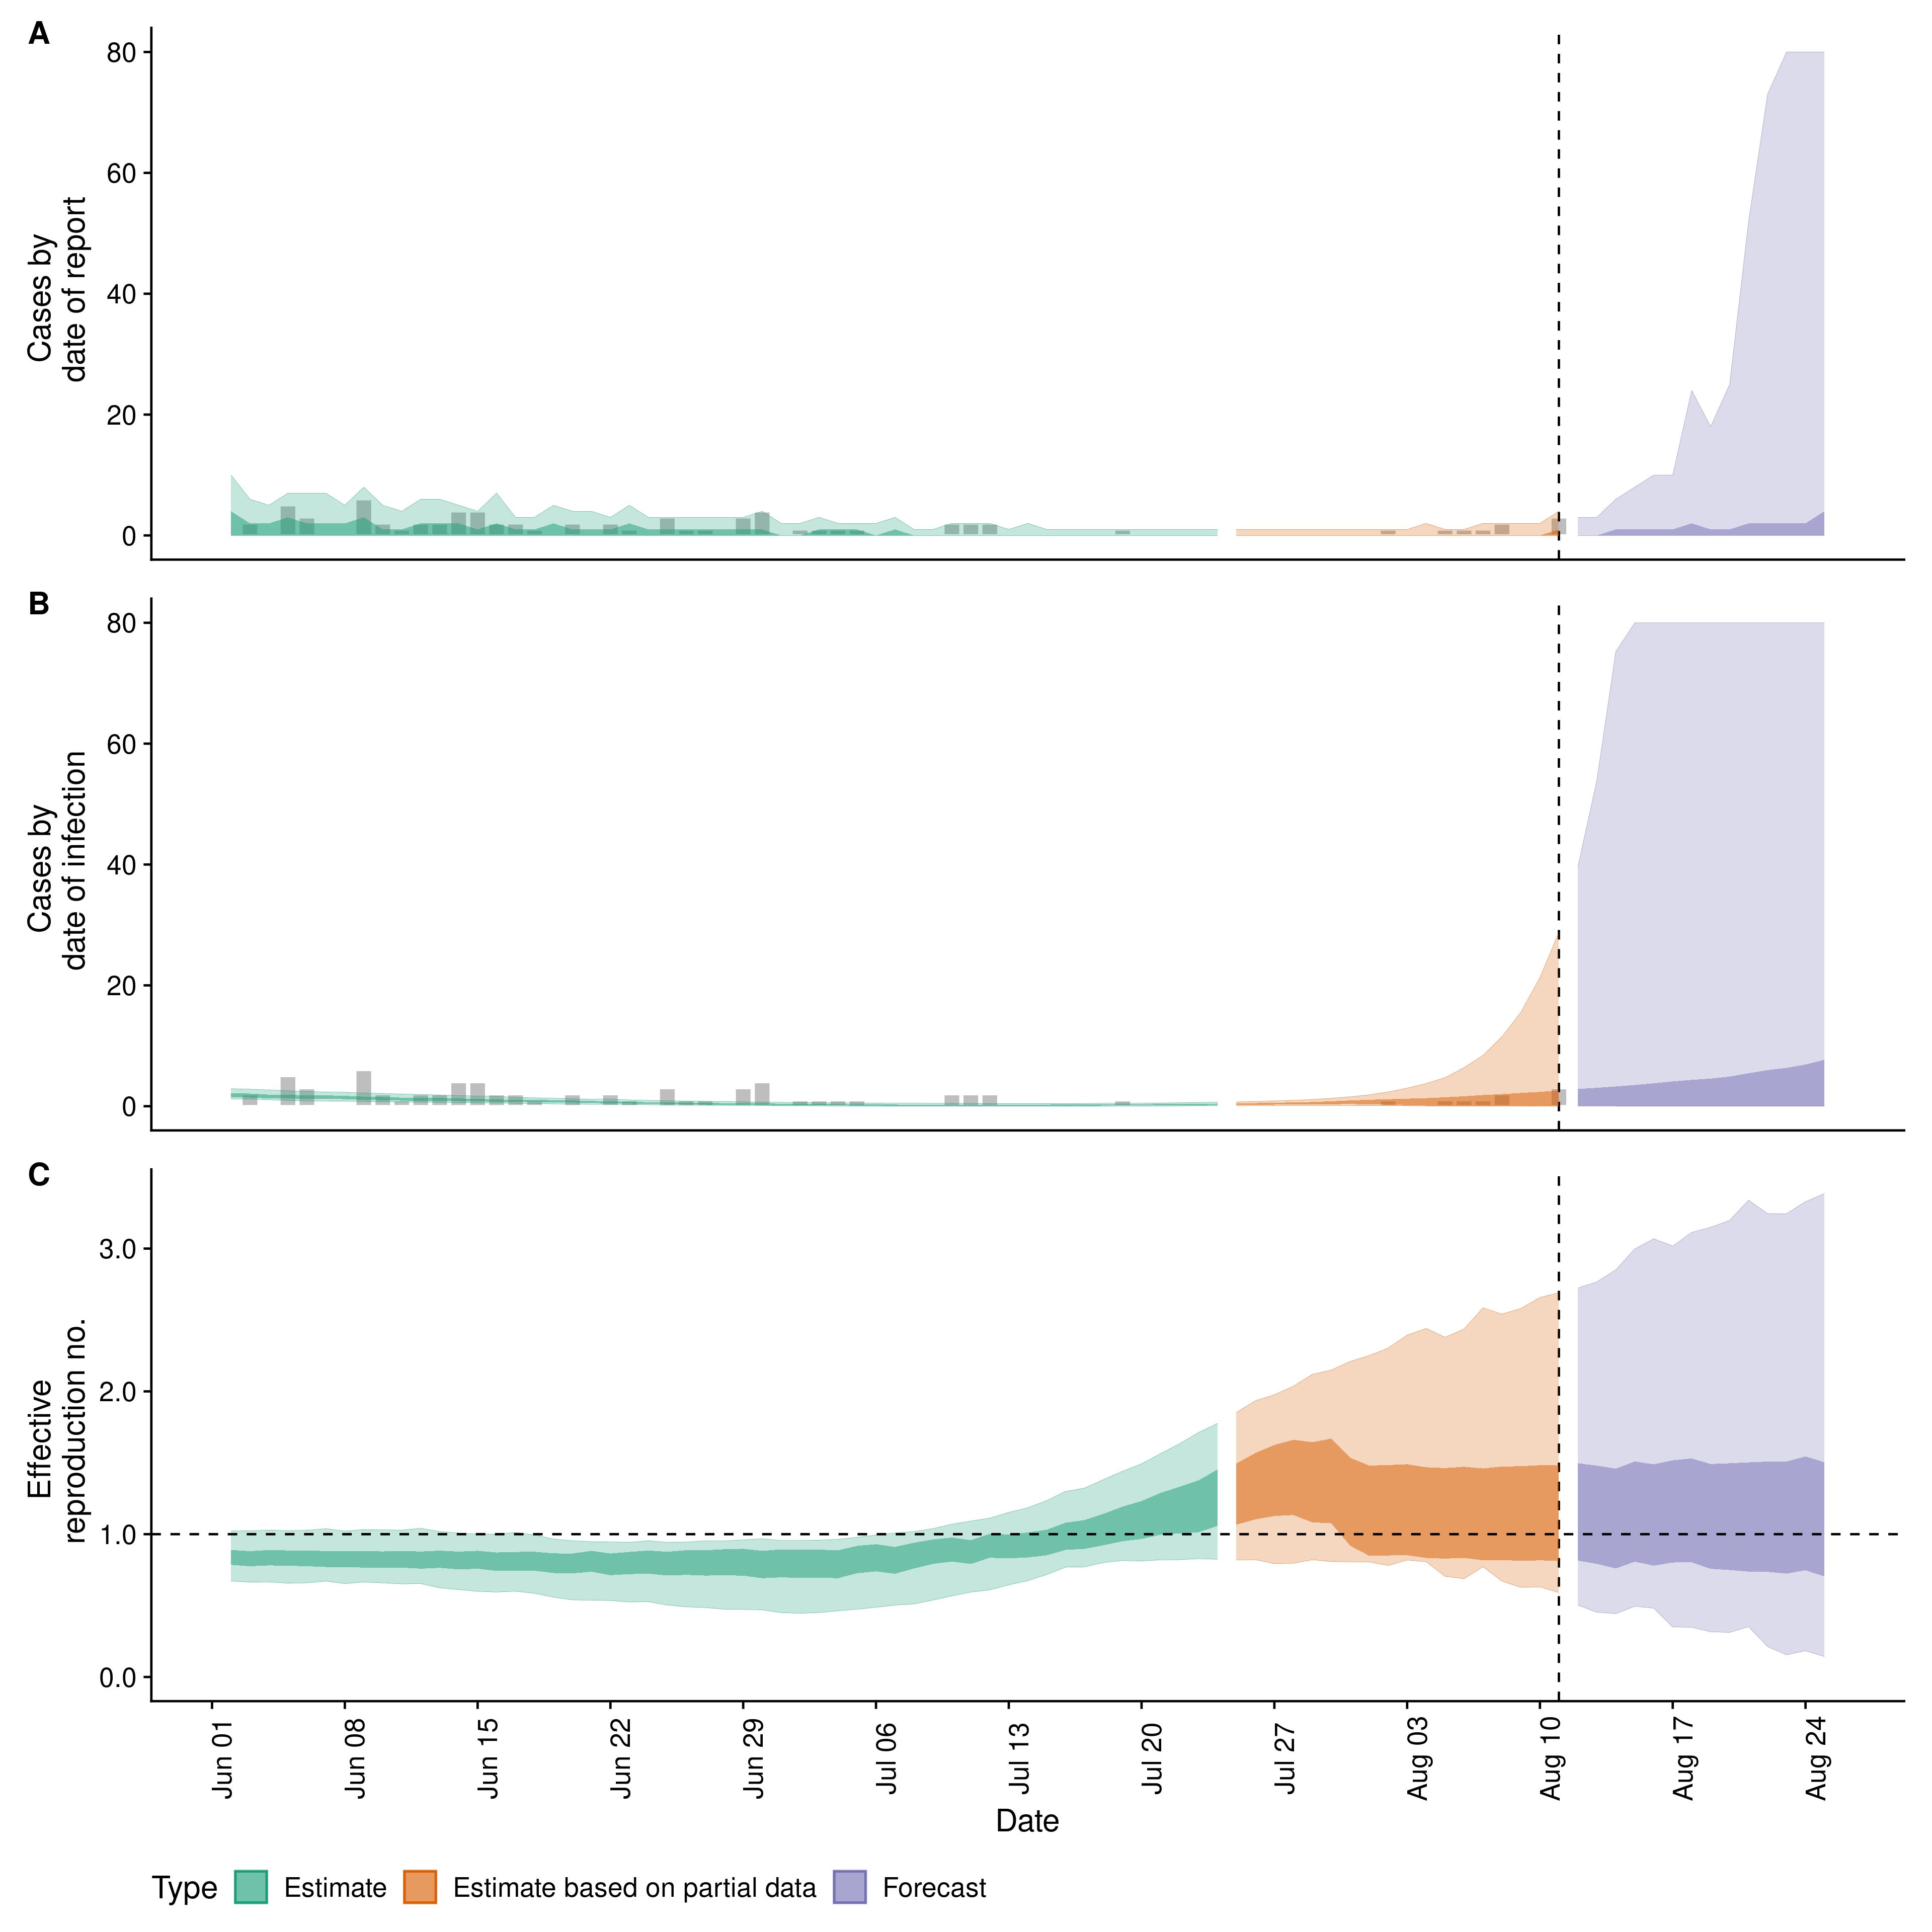 A
80
60
40
20
0
Cases by
date of report
B
80
60
40
20
0
Cases by
date of infection
C
3.0
2.0
1.0
0.0
Effective
reproduction no.
Jun 01
Jun 08
Jun 15
Jun 22
Jun 29
Jul 06
Jul 13
Jul 20
Jul 27
Aug 03
Aug 10
Aug 17
Aug 24
Date
Type
Estimate
Estimate based on partial data
Forecast